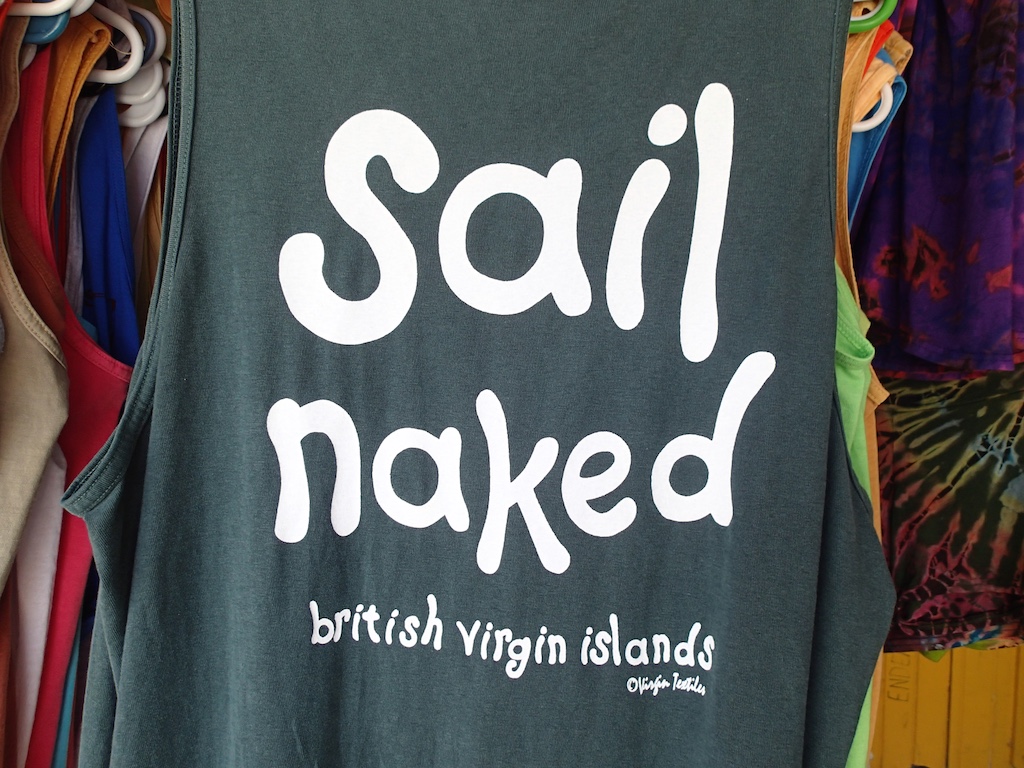 sail
naked
british virgin islands
©Virgin Textiles